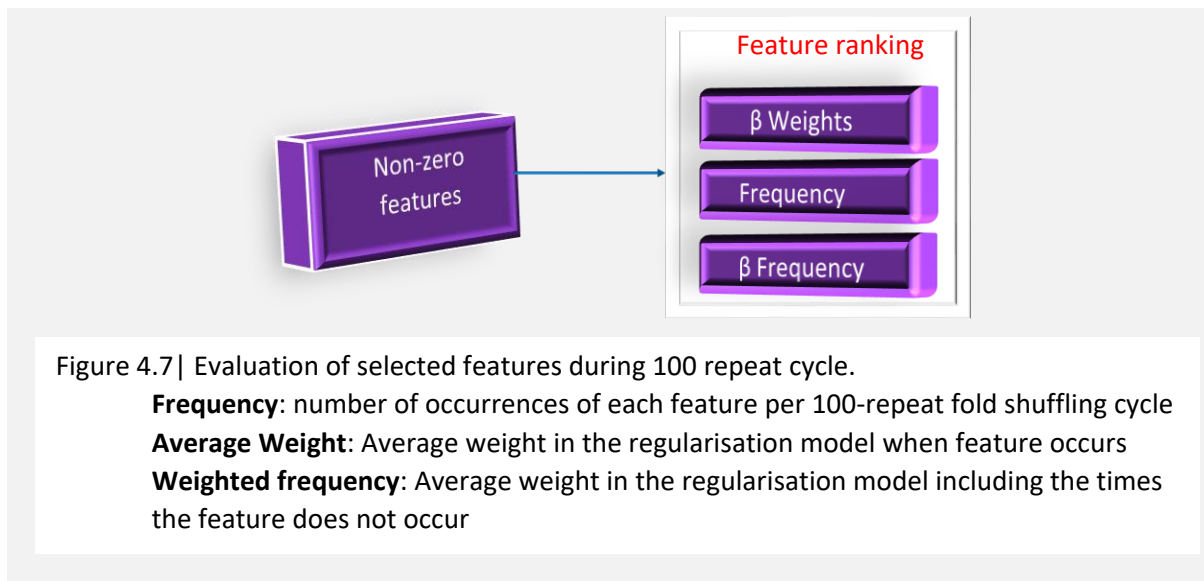 Feature ranking
Non-zero
features
β Weights
Frequency
β Frequency
Figure 4.7| Evaluation of selected features during 100 repeat cycle.
Frequency: number of occurrences of each feature per 100-repeat fold shuffling cycle
Average Weight: Average weight in the regularisation model when feature occurs
Weighted frequency: Average weight in the regularisation model including the times
the feature does not occur